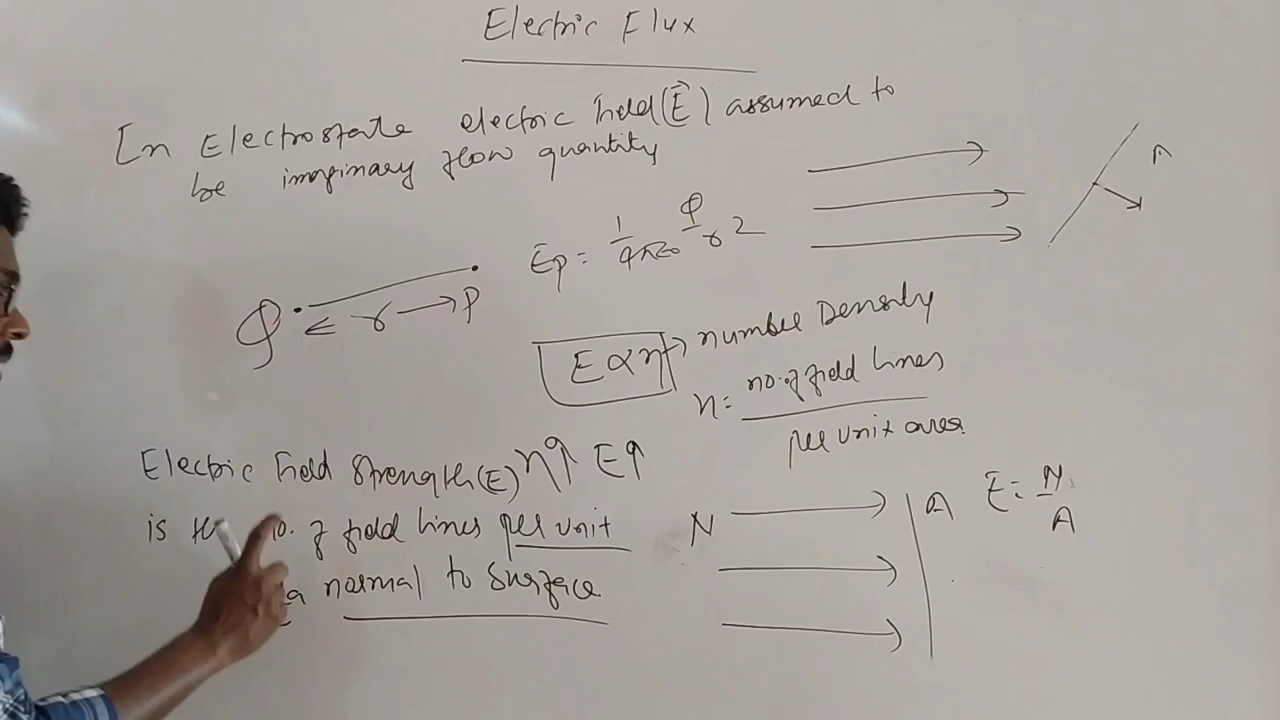 Electric Flux
In Electrostate electric field (E⃗) assumed to
be imaginary flow quantity
A
Ep = 1/4πε0 Q/r2
Q r P
E ∝ n → number Density
n = no. of field lines / per unit area
Electric Field Strength (E) n↑ E↑
is the no. of field lines per unit
normal to surface
N A E = N/A